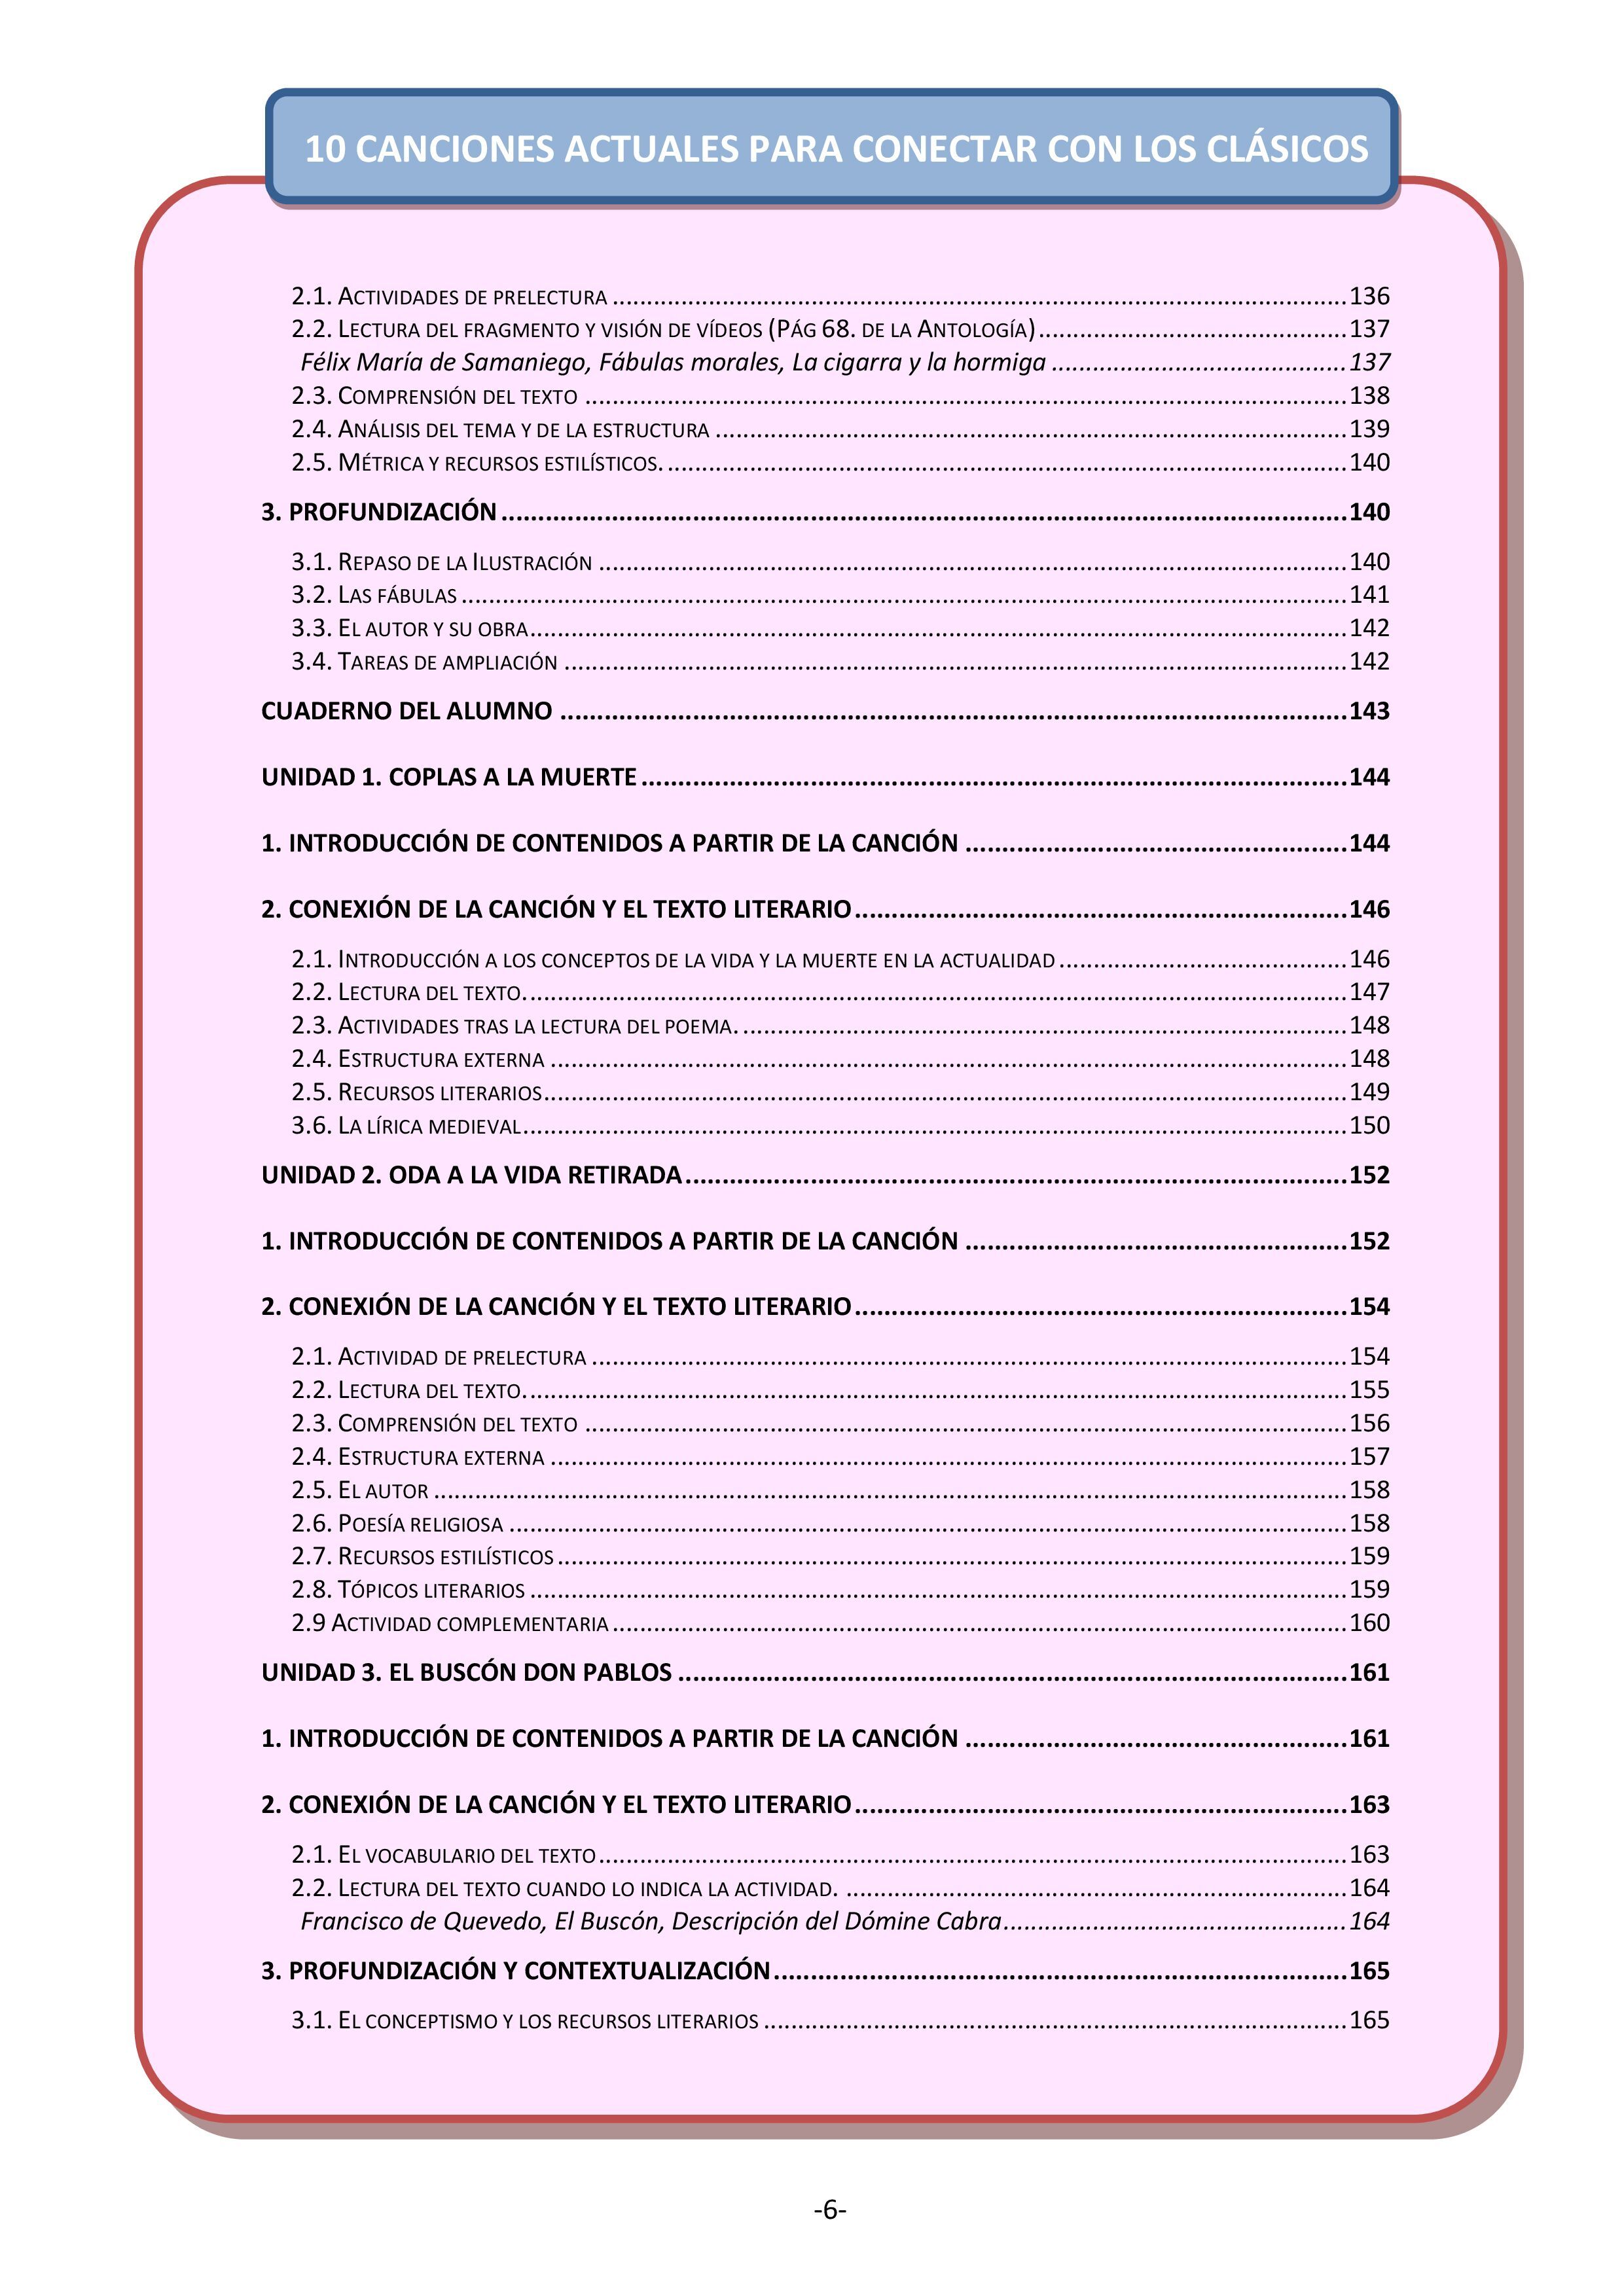 10 CANCIONES ACTUALES PARA CONECTAR CON LOS CLÁSICOS
2.1. Actividades de prelectura ........ 136
2.2. Lectura del fragmento y visión de vídeos (Pág 68. de la Antología) ........ 137
Félix María de Samaniego, Fábulas morales, La cigarra y la hormiga ........ 137
2.3. Comprensión del texto ........ 138
2.4. Análisis del tema y de la estructura ........ 139
2.5. Métrica y recursos estilísticos. ........ 140
3. PROFUNDIZACIÓN ........ 140
3.1. Repaso de la Ilustración ........ 140
3.2. Las fábulas ........ 141
3.3. El autor y su obra ........ 142
3.4. Tareas de ampliación ........ 142
CUADERNO DEL ALUMNO ........ 143
UNIDAD 1. COPLAS A LA MUERTE ........ 144
1. INTRODUCCIÓN DE CONTENIDOS A PARTIR DE LA CANCIÓN ........ 144
2. CONEXIÓN DE LA CANCIÓN Y EL TEXTO LITERARIO ........ 146
2.1. Introducción a los conceptos de la vida y la muerte en la actualidad ........ 146
2.2. Lectura del texto. ........ 147
2.3. Actividades tras la lectura del poema. ........ 148
2.4. Estructura externa ........ 148
2.5. Recursos literarios ........ 149
3.6. La lírica medieval ........ 150
UNIDAD 2. ODA A LA VIDA RETIRADA ........ 152
1. INTRODUCCIÓN DE CONTENIDOS A PARTIR DE LA CANCIÓN ........ 152
2. CONEXIÓN DE LA CANCIÓN Y EL TEXTO LITERARIO ........ 154
2.1. Actividad de prelectura ........ 154
2.2. Lectura del texto. ........ 155
2.3. Comprensión del texto ........ 156
2.4. Estructura externa ........ 157
2.5. El autor ........ 158
2.6. Poesía religiosa ........ 158
2.7. Recursos estilísticos ........ 159
2.8. Tópicos literarios ........ 159
2.9 Actividad complementaria ........ 160
UNIDAD 3. EL BUSCÓN DON PABLOS ........ 161
1. INTRODUCCIÓN DE CONTENIDOS A PARTIR DE LA CANCIÓN ........ 161
2. CONEXIÓN DE LA CANCIÓN Y EL TEXTO LITERARIO ........ 163
2.1. El vocabulario del texto ........ 163
2.2. Lectura del texto cuando lo indica la actividad. ........ 164
Francisco de Quevedo, El Buscón, Descripción del Dómine Cabra ........ 164
3. PROFUNDIZACIÓN Y CONTEXTUALIZACIÓN ........ 165
3.1. El conceptismo y los recursos literarios ........ 165
-6-